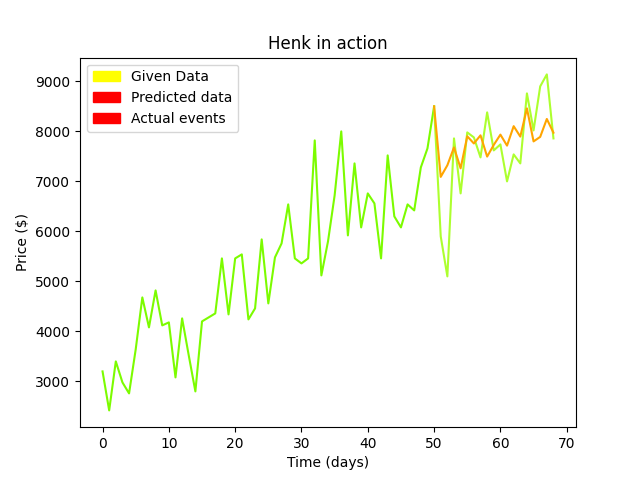 Henk in action
Given Data
Predicted data
Actual events
9000
8000
7000
6000
5000
4000
3000
Price ($)
0 10 20 30 40 50 60 70
Time (days)